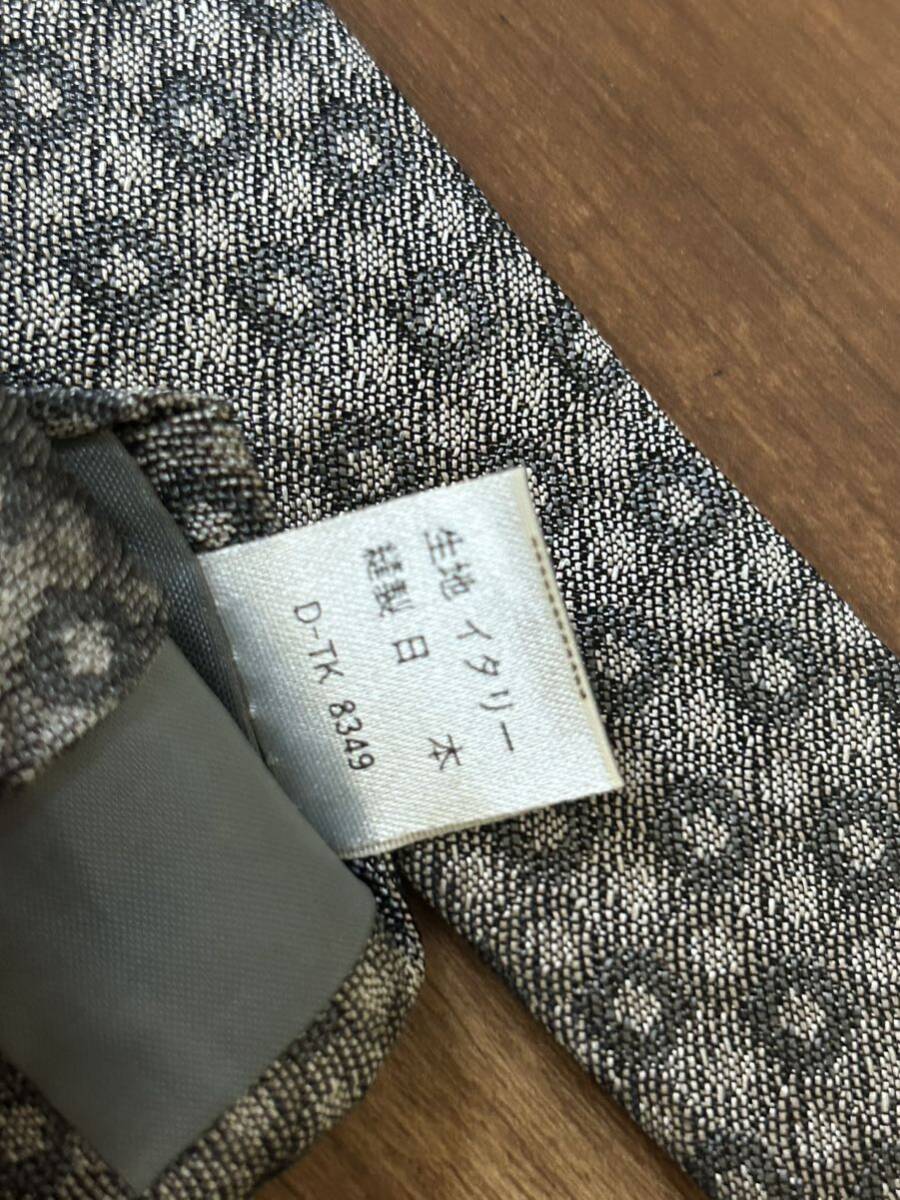 生地 イタリー
縫製 日 本
D-TK 8349